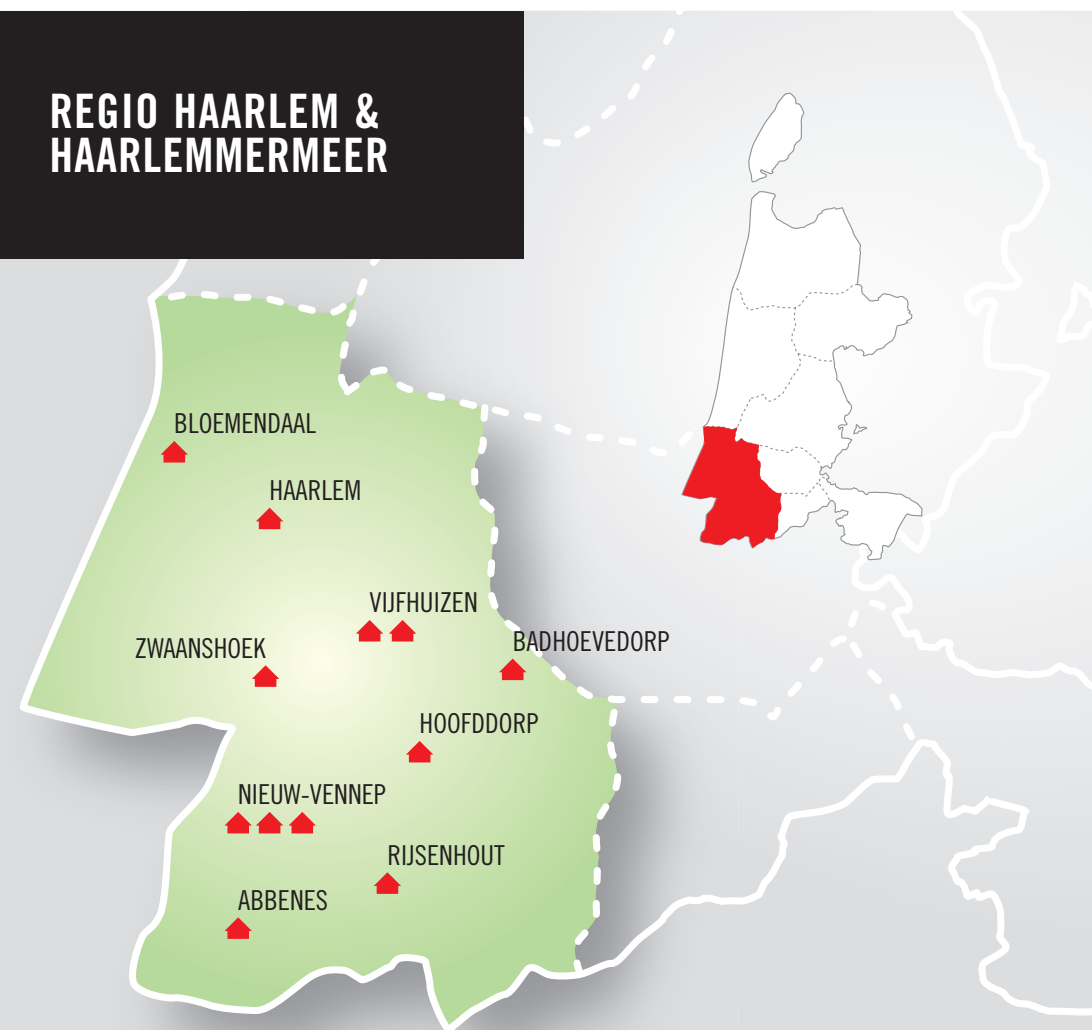 REGIO HAARLEM &
HAARLEMMERMEER
BLOEMENDAAL
HAARLEM
VIJFHUIZEN
BADHOEVEDORP
ZWAANSHOEK
HOOFDDORP
NIEUW-VENNEP
RIJSENHOUT
ABBENES